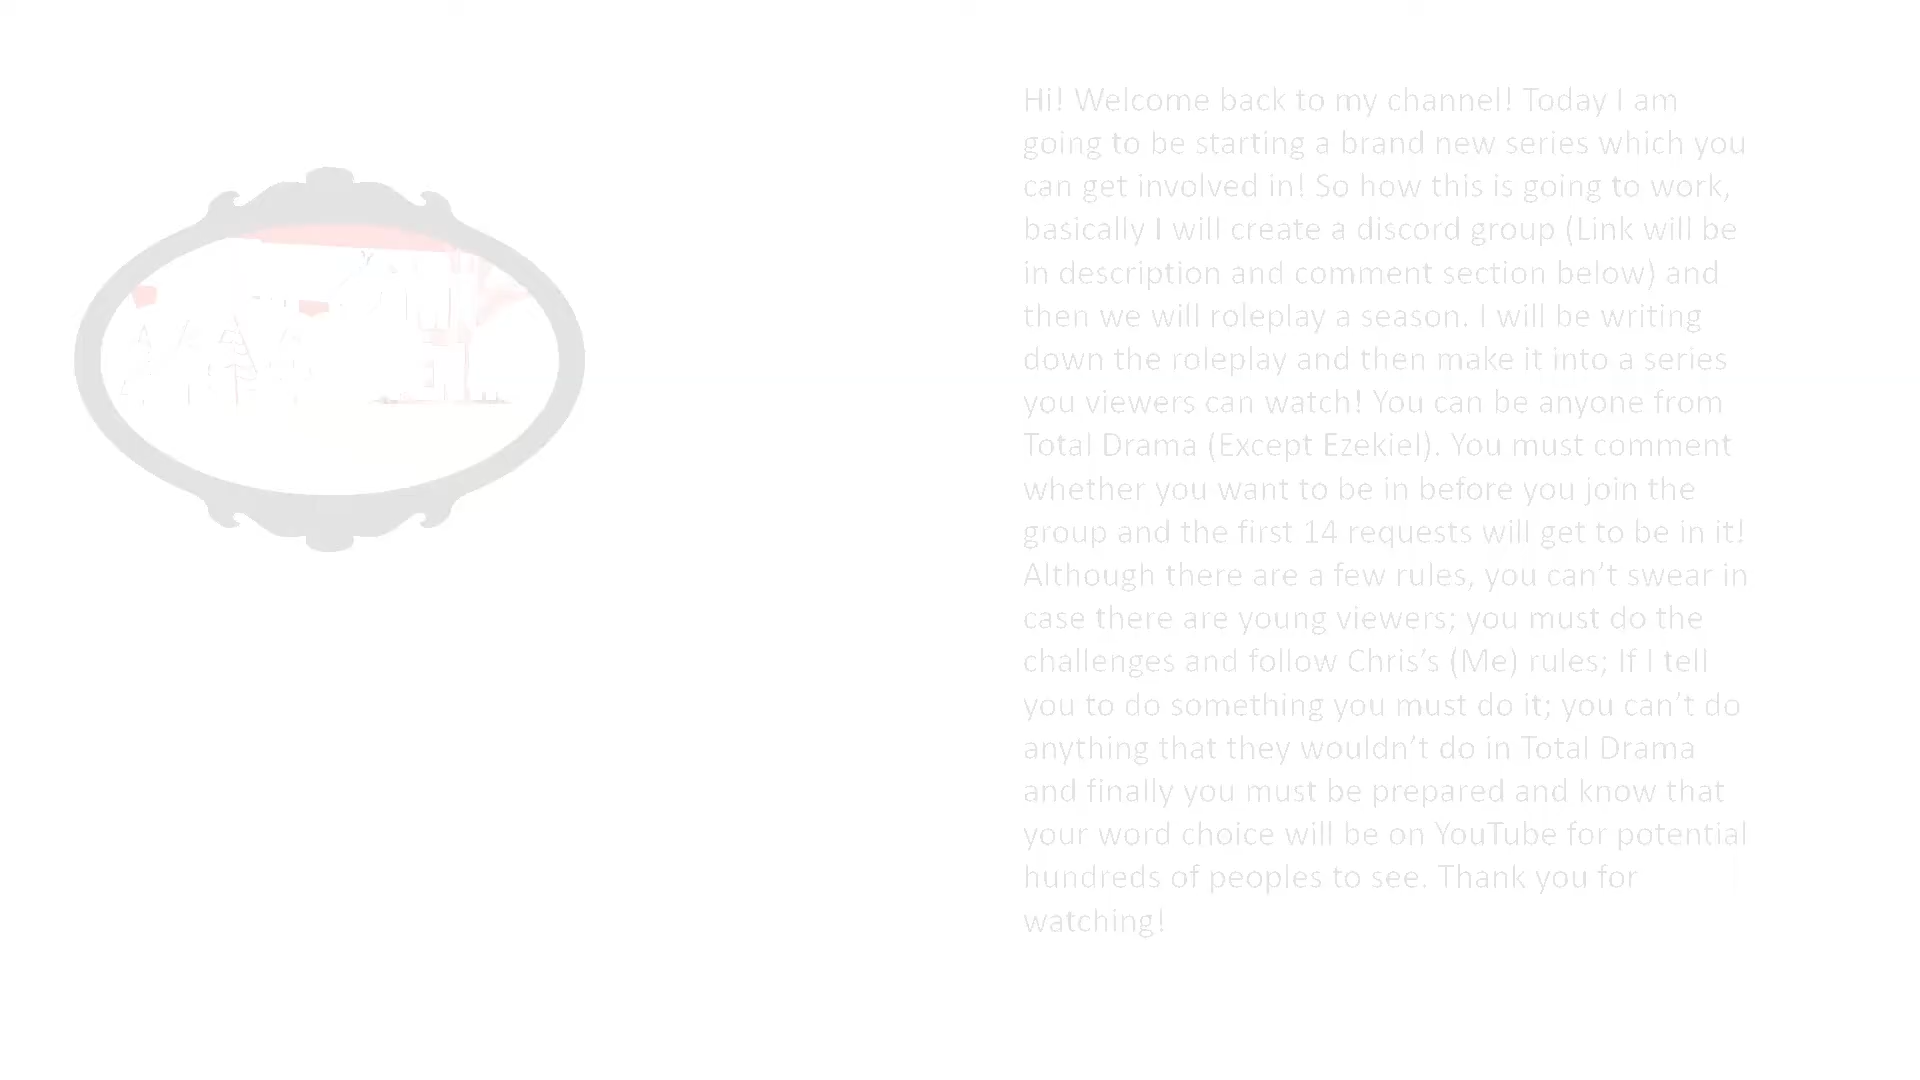 Hi! Welcome back to my channel! Today I am
going to be starting a brand new series which you
can get involved in! So how this is going to work,
basically I will create a discord group (Link will be
in description and comment section below) and
then we will roleplay a season. I will be writing
down the roleplay and then make it into a series
you viewers can watch! You can be anyone from
Total Drama (Except Ezekiel). You must comment
whether you want to be in before you join the
group and the first 14 requests will get to be in it!
Although there are a few rules, you can’t swear in
case there are young viewers; you must do the
challenges and follow Chris’s (Me) rules; If I tell
you to do something you must do it; you can’t do
anything that they wouldn’t do in Total Drama
and finally you must be prepared and know that
your word choice will be on YouTube for potential
hundreds of peoples to see. Thank you for
watching!